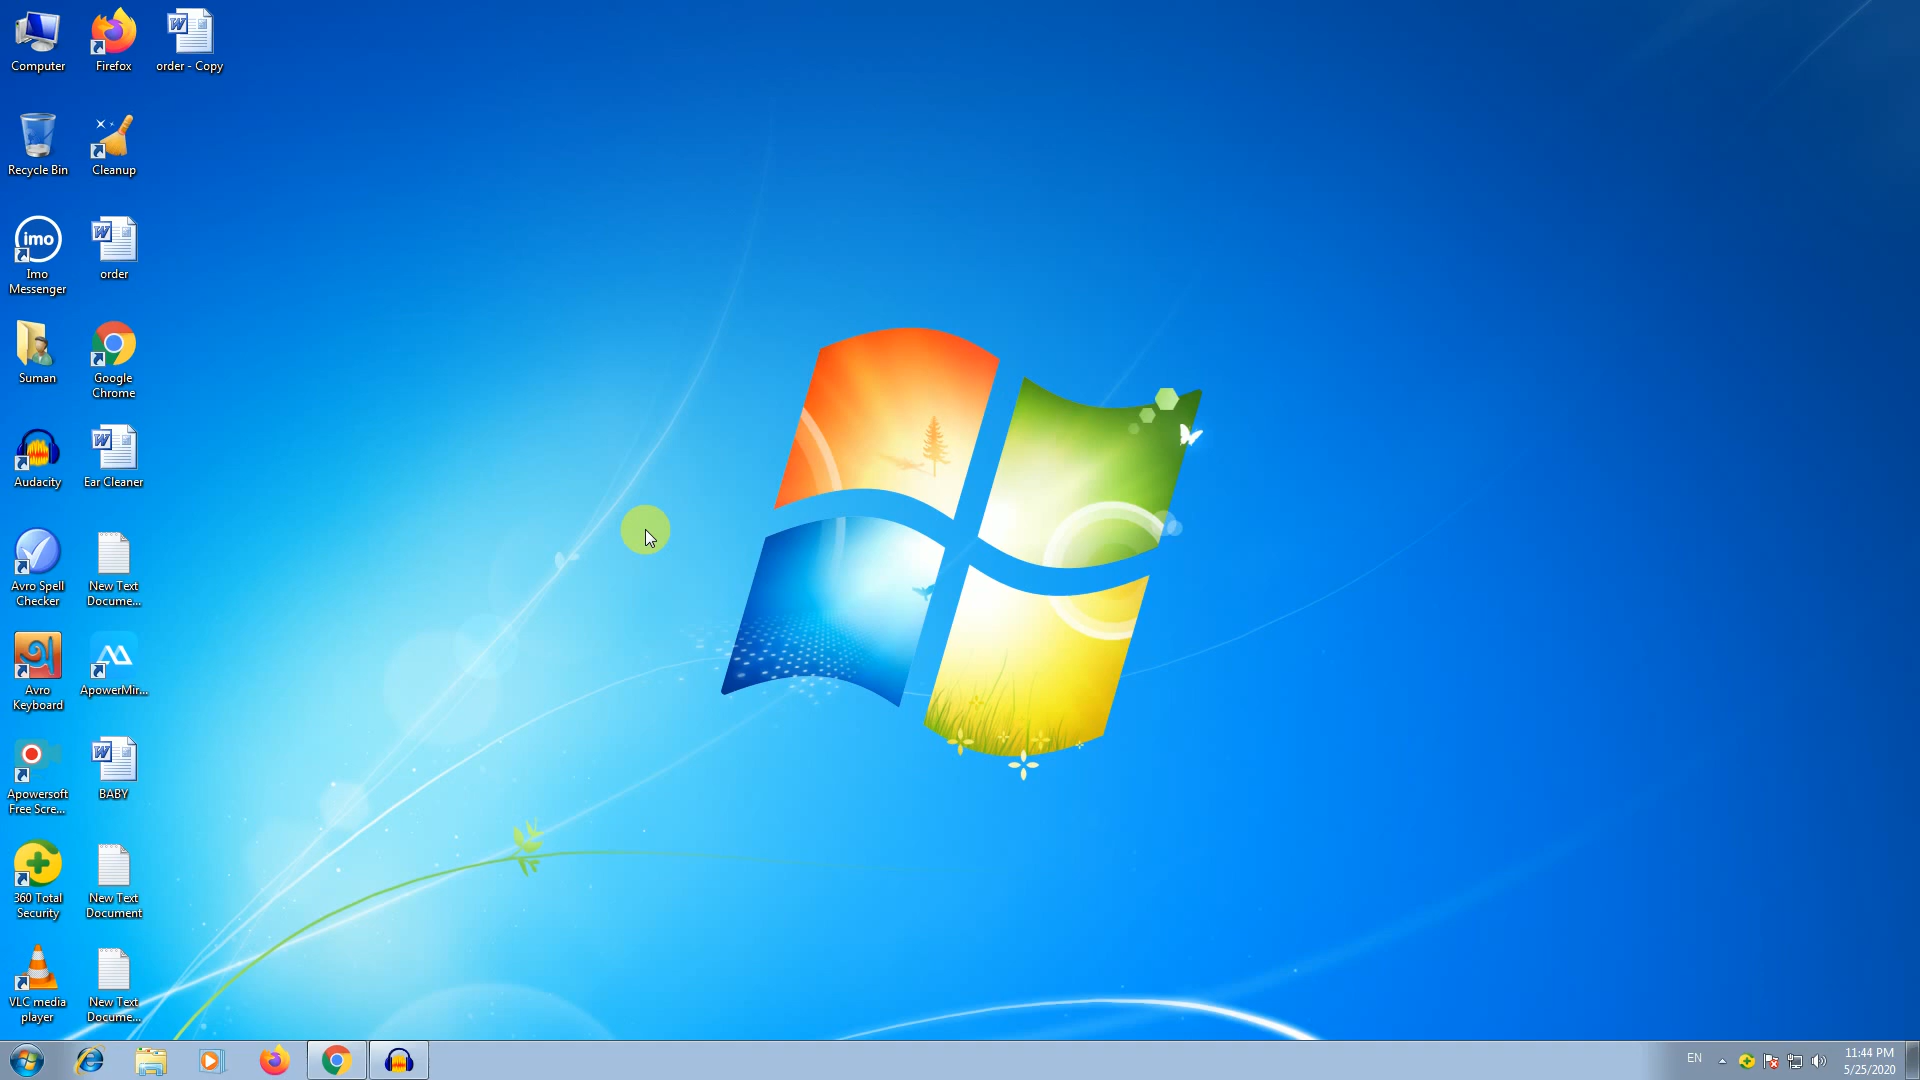 Computer
Firefox
order - Copy
Recycle Bin
Cleanup
imo
Imo
Messenger
order
Suman
Google
Chrome
Audacity
Ear Cleaner
Avro Spell
Checker
New Text
Docume...
Avro
Keyboard
ApowerMir...
Apowersoft
Free Scre...
BABY
360 Total
Security
New Text
Document
VLC media
player
New Text
Docume...
EN
11:44 PM
5/25/2020